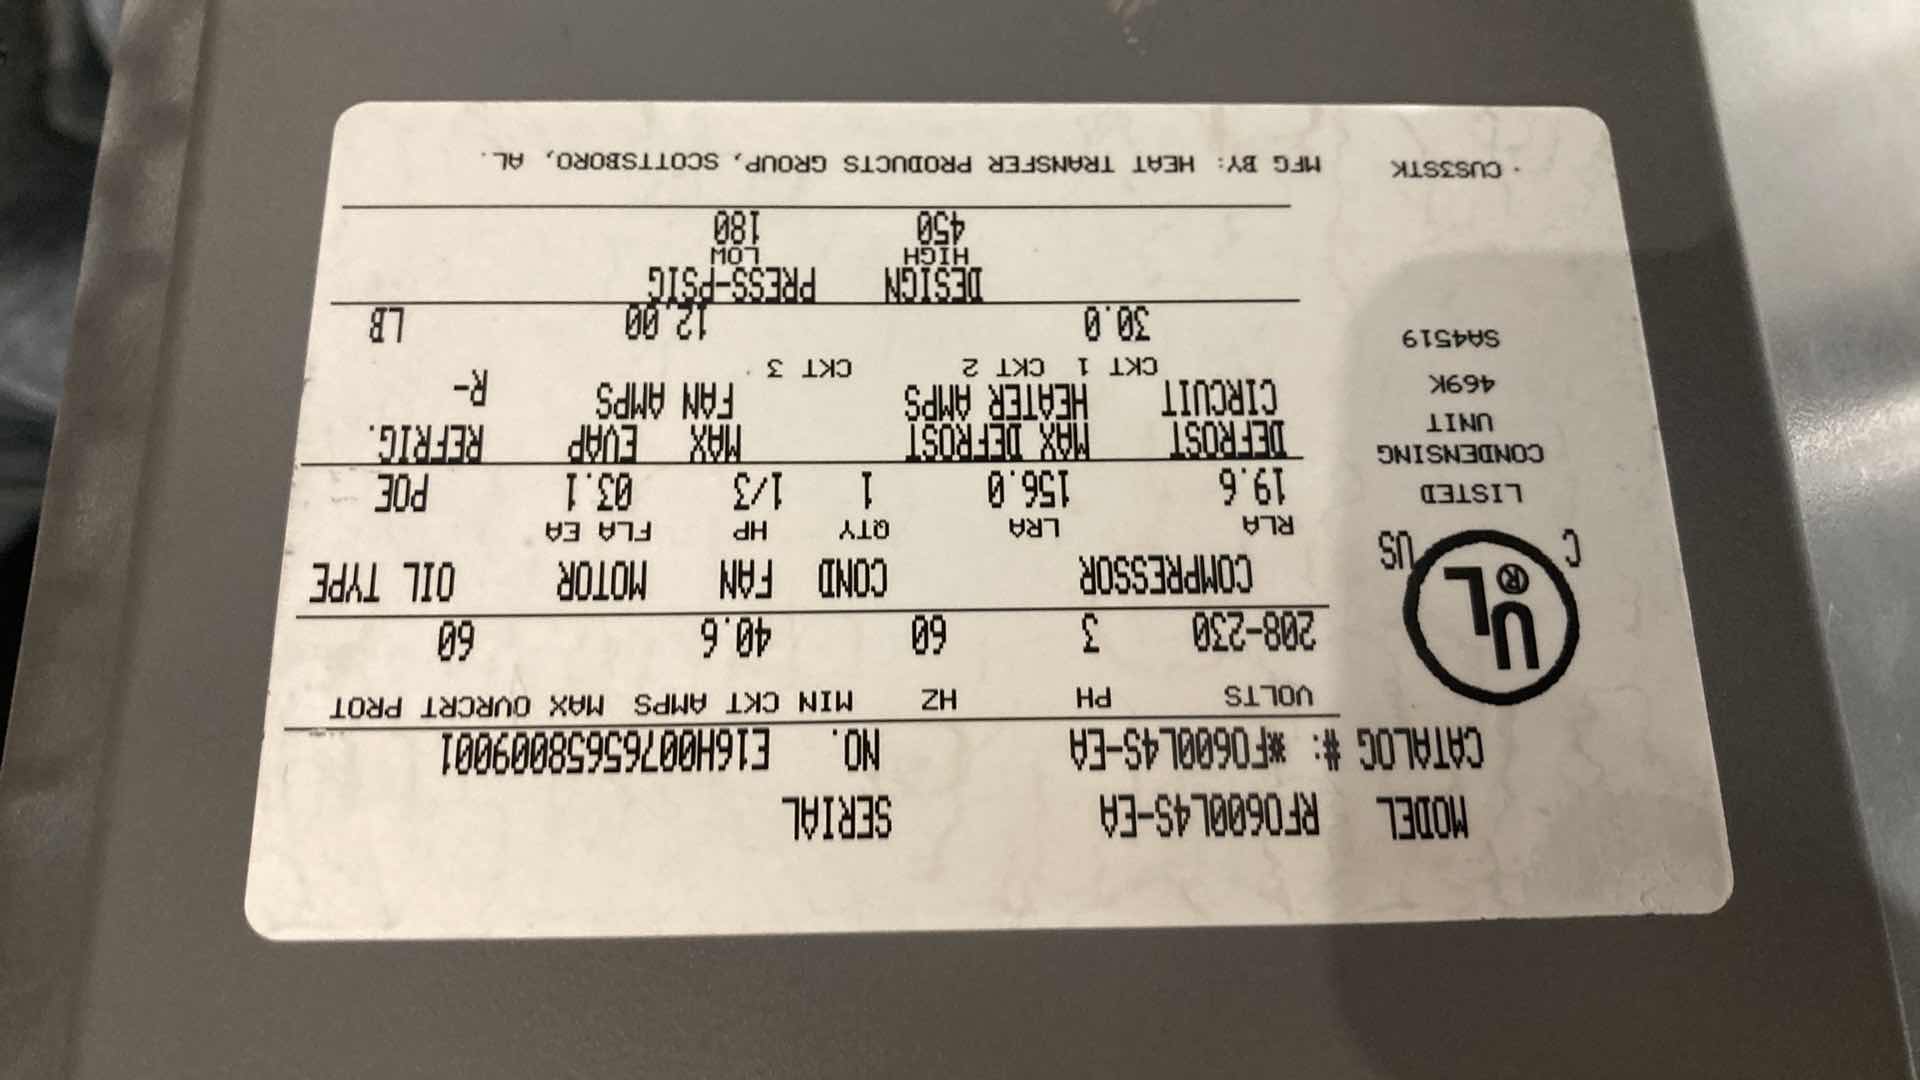 MODEL RFO600L4S-EA SERIAL
CATALOG #: *FO600L4S-EA NO. E16H00765658009001
VOLTS PH HZ MIN CKT AMPS MAX OVRCRT PROT
208-230 3 60 40.6 60
COMPRESSOR COND FAN MOTOR OIL TYPE
RLA LRA QTY HP FLA EA
19.6 156.0 1 1/3 03.1 POE
DEFROST MAX DEFROST MAX EVAP REFRIG.
CIRCUIT HEATER AMPS FAN AMPS R-
CKT 1 CKT 2 CKT 3
30.0 12.00 LB
DESIGN PRESS-PSIG
HIGH LOW
450 180
MFG BY: HEAT TRANSFER PRODUCTS GROUP, SCOTTSBORO, AL.
C UL® US
LISTED
CONDENSING
UNIT
469K
SA4519
CUS3STK